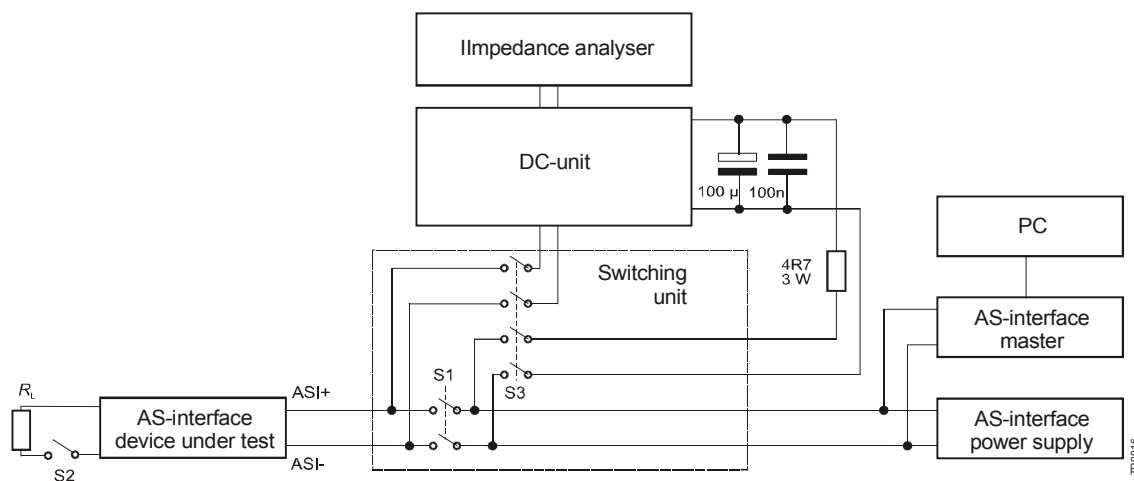 IImpedance analyser
DC-unit
100 µ
100n
PC
4R7
3 W
Switching
unit
AS-interface
master
S1
S3
RL
ASI+
AS-interface
device under test
AS-interface
power supply
S2
ASI-